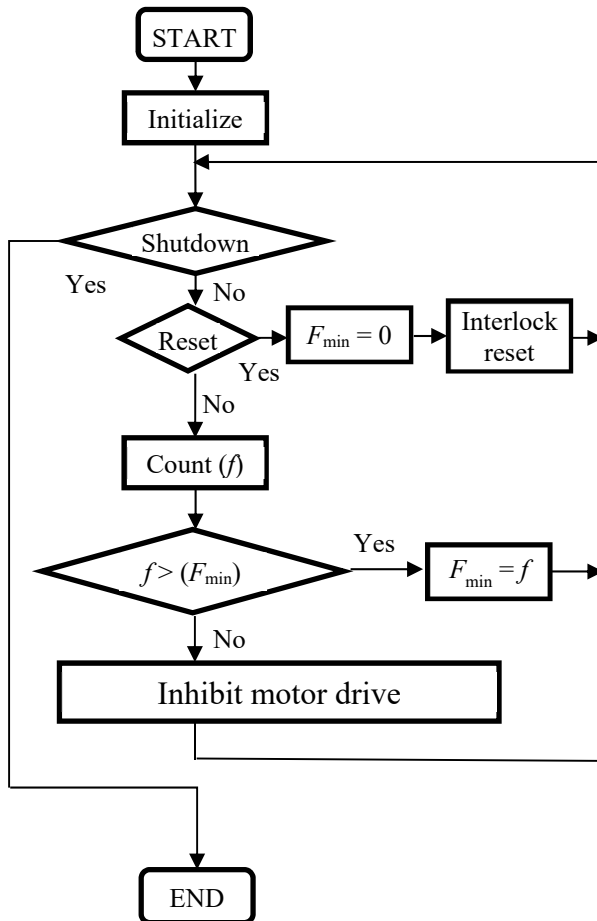 START
Initialize
Shutdown
Yes
No
Reset
Yes
F_min = 0
Interlock
reset
No
Count (f)
f > (F_min)
Yes
F_min = f
No
Inhibit motor drive
END